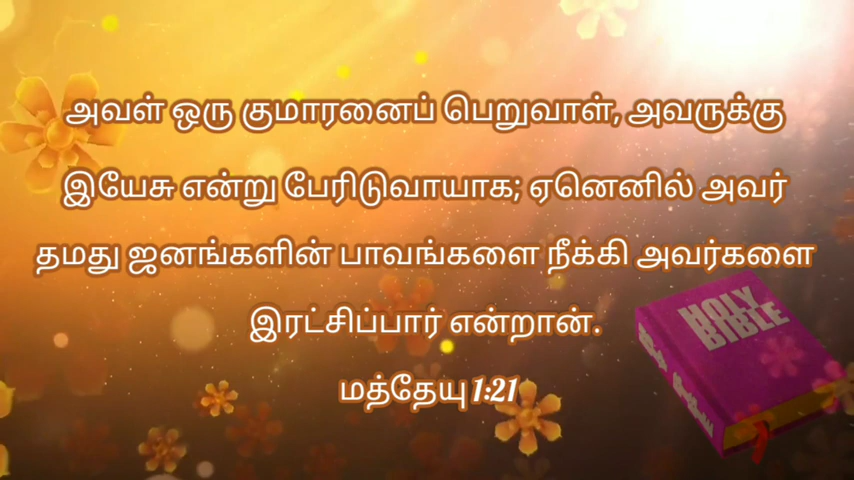 அவள் ஒரு குமாரனைப் பெறுவாள், அவருக்கு
இயேசு என்று பேரிடுவாயாக; ஏனெனில் அவர்
தமது ஜனங்களின் பாவங்களை நீக்கி அவர்களை
இரட்சிப்பார் என்றான்.
மத்தேயு 1:21
HOLY
BIBLE